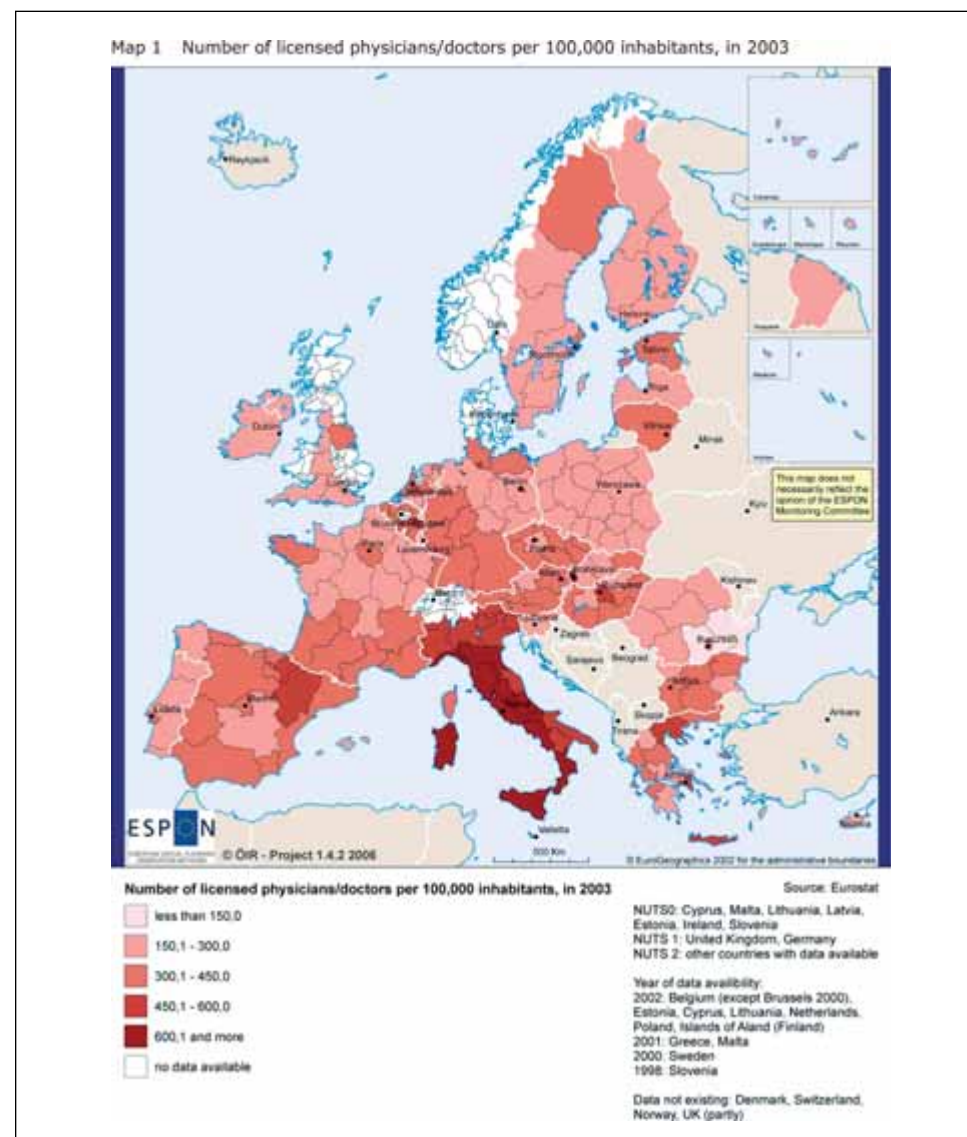 Map 1 Number of licensed physicians/doctors per 100,000 inhabitants, in 2003
Reykjavik
Oslo
Helsinki
Tallinn
Riga
Vilnius
Minsk
Dublin
Berlin
Warszawa
Kyiv
This map does not
necessarily reflect the
opinion of the ESPON
Monitoring Committee
Paris
Luxembourg
Kishinev
Zagreb
Beograd
Sarajevo
Sofia
Skopje
Tirana
Ankara
Madrid
Lisboa
Valletta
ESPON
© ÖIR - Project 1.4.2 2006
500 Km
© EuroGeographics 2002 for the administrative boundaries
Number of licensed physicians/doctors per 100,000 inhabitants, in 2003
less than 150,0
150,1 - 300,0
300,1 - 450,0
450,1 - 600,0
600,1 and more
no data available
Source: Eurostat
NUTS0: Cyprus, Malta, Lithuania, Latvia,
Estonia, Ireland, Slovenia
NUTS 1: United Kingdom, Germany
NUTS 2: other countries with data available
Year of data availibility:
2002: Belgium (except Brussels 2000),
Estonia, Cyprus, Lithuania, Netherlands,
Poland, Islands of Aland (Finland)
2001: Greece, Malta
2000: Sweden
1998: Slovenia
Data not existing: Denmark, Switzerland,
Norway, UK (partly)